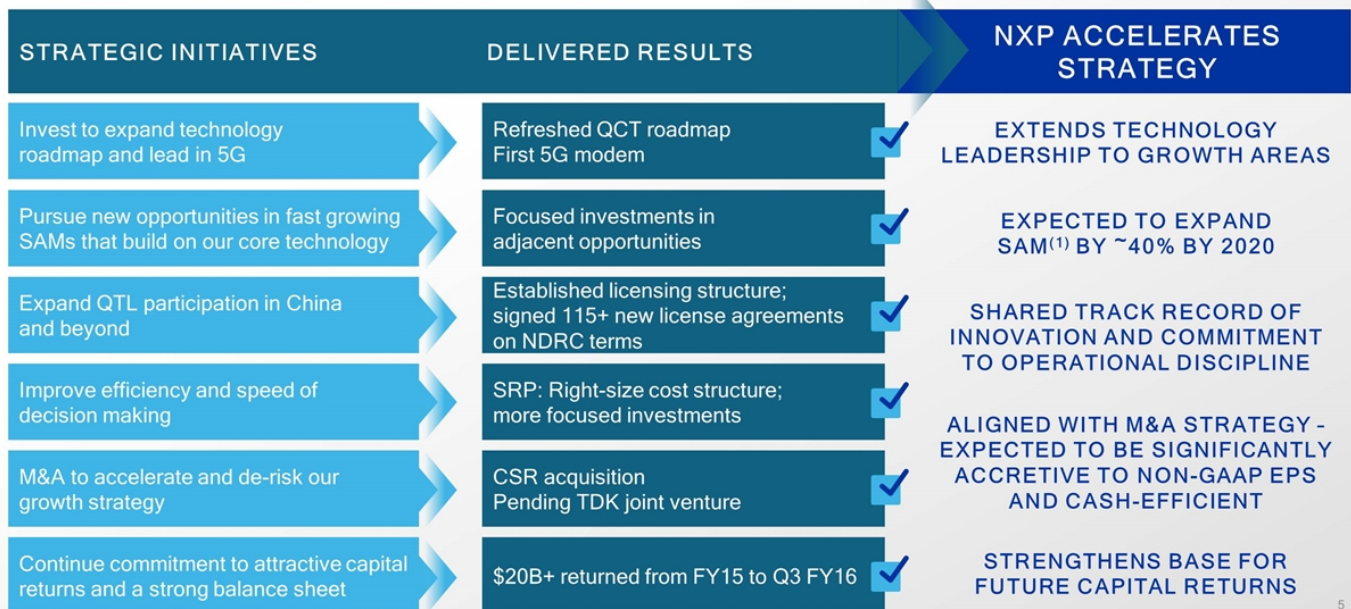 STRATEGIC INITIATIVES
DELIVERED RESULTS
NXP ACCELERATES
STRATEGY
Invest to expand technology
roadmap and lead in 5G
Refreshed QCT roadmap
First 5G modem
EXTENDS TECHNOLOGY
LEADERSHIP TO GROWTH AREAS
Pursue new opportunities in fast growing
SAMs that build on our core technology
Focused investments in
adjacent opportunities
EXPECTED TO EXPAND
SAM(1) BY ~40% BY 2020
Expand QTL participation in China
and beyond
Established licensing structure;
signed 115+ new license agreements
on NDRC terms
SHARED TRACK RECORD OF
INNOVATION AND COMMITMENT
TO OPERATIONAL DISCIPLINE
Improve efficiency and speed of
decision making
SRP: Right-size cost structure;
more focused investments
ALIGNED WITH M&A STRATEGY -
EXPECTED TO BE SIGNIFICANTLY
ACCRETIVE TO NON-GAAP EPS
AND CASH-EFFICIENT
M&A to accelerate and de-risk our
growth strategy
CSR acquisition
Pending TDK joint venture
Continue commitment to attractive capital
returns and a strong balance sheet
$20B+ returned from FY15 to Q3 FY16
STRENGTHENS BASE FOR
FUTURE CAPITAL RETURNS
5